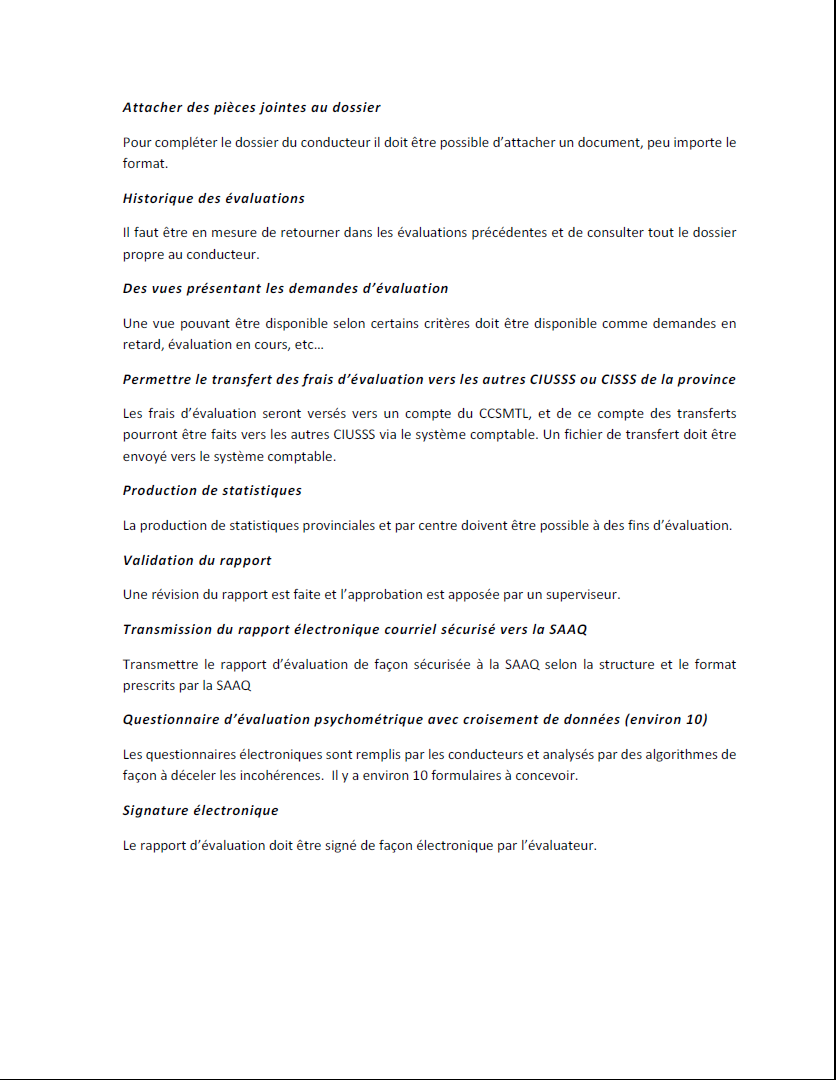 Attacher des pièces jointes au dossier
Pour compléter le dossier du conducteur il doit être possible d’attacher un document, peu importe le
format.
Historique des évaluations
Il faut être en mesure de retourner dans les évaluations précédentes et de consulter tout le dossier
propre au conducteur.
Des vues présentant les demandes d’évaluation
Une vue pouvant être disponible selon certains critères doit être disponible comme demandes en
retard, évaluation en cours, etc…
Permettre le transfert des frais d’évaluation vers les autres CIUSSS ou CISSS de la province
Les frais d’évaluation seront versés vers un compte du CCSMTL, et de ce compte des transferts
pourront être faits vers les autres CIUSSS via le système comptable. Un fichier de transfert doit être
envoyé vers le système comptable.
Production de statistiques
La production de statistiques provinciales et par centre doivent être possible à des fins d’évaluation.
Validation du rapport
Une révision du rapport est faite et l’approbation est apposée par un superviseur.
Transmission du rapport électronique courriel sécurisé vers la SAAQ
Transmettre le rapport d’évaluation de façon sécurisée à la SAAQ selon la structure et le format
prescrits par la SAAQ
Questionnaire d’évaluation psychométrique avec croisement de données (environ 10)
Les questionnaires électroniques sont remplis par les conducteurs et analysés par des algorithmes de
façon à déceler les incohérences.  Il y a environ 10 formulaires à concevoir.
Signature électronique
Le rapport d’évaluation doit être signé de façon électronique par l’évaluateur.